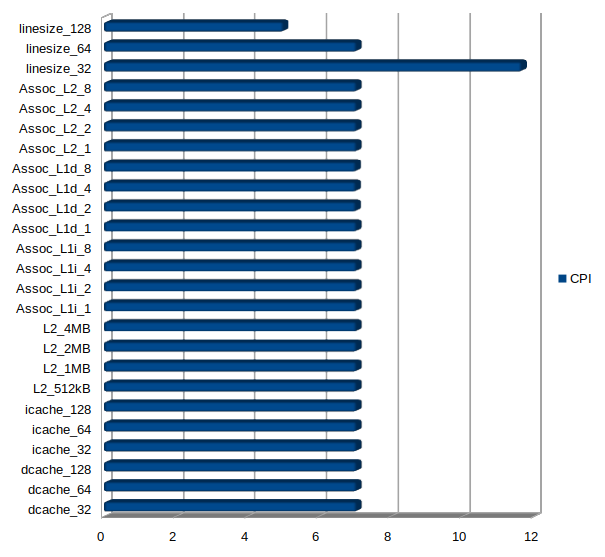 linesize_128
linesize_64
linesize_32
Assoc_L2_8
Assoc_L2_4
Assoc_L2_2
Assoc_L2_1
Assoc_L1d_8
Assoc_L1d_4
Assoc_L1d_2
Assoc_L1d_1
Assoc_L1i_8
Assoc_L1i_4
Assoc_L1i_2
Assoc_L1i_1
L2_4MB
L2_2MB
L2_1MB
L2_512kB
icache_128
icache_64
icache_32
dcache_128
dcache_64
dcache_32
0 2 4 6 8 10 12
CPI